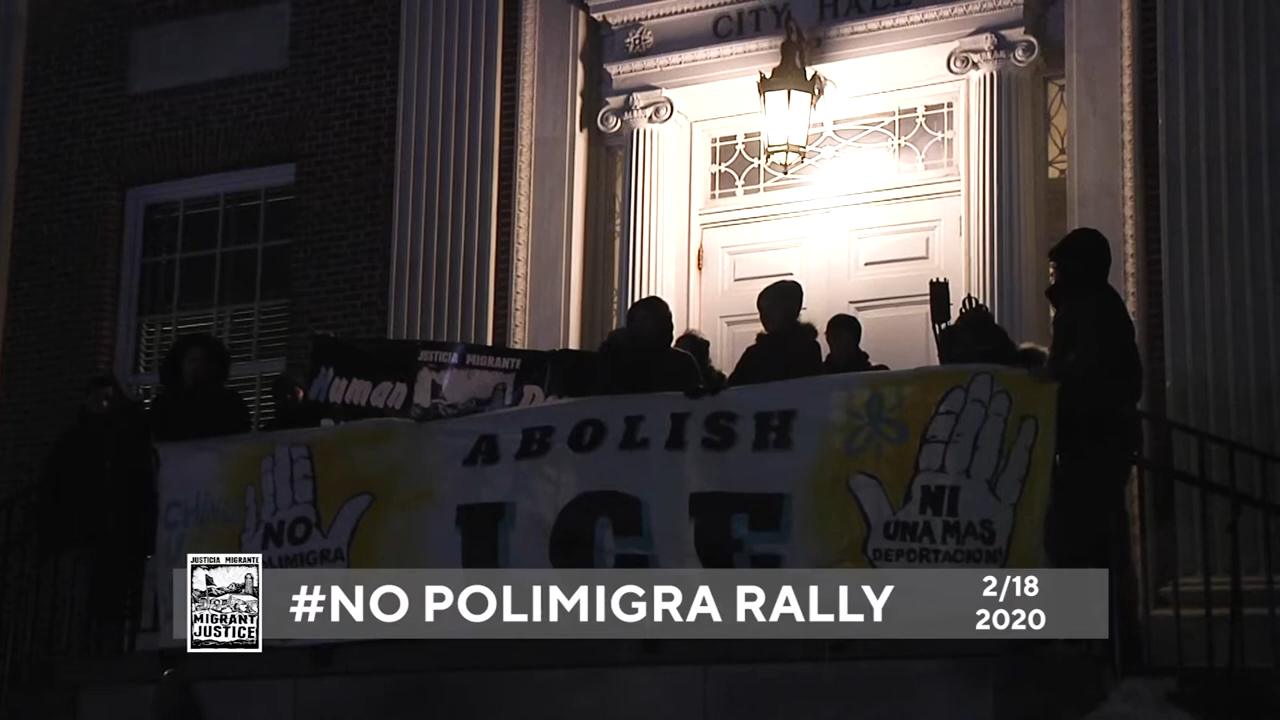 CITY HALL
JUSTICIA MIGRANTE
Human
ABOLISH
ICE
NO
POLIMIGRA
NI
UNA MAS
DEPORTACION!
JUSTICIA MIGRANTE
MIGRANT
JUSTICE
#NO POLIMIGRA RALLY
2/18
2020